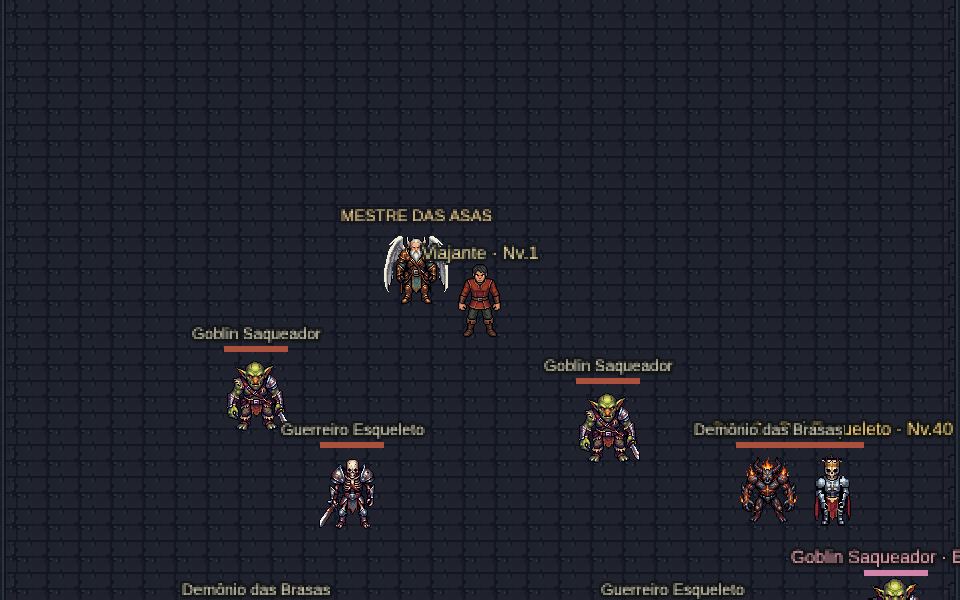 MESTRE DAS ASAS
Viajante · Nv.1
Goblin Saqueador
Goblin Saqueador
Guerreiro Esqueleto
Demônio das Brasas
ueleto - Nv.40
Goblin Saqueador ·
Demônio das Brasas
Guerreiro Esqueleto